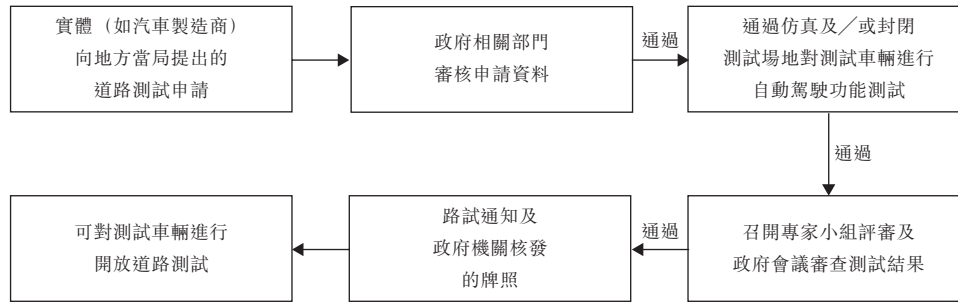 實體（如汽車製造商）
向地方當局提出的
道路測試申請
政府相關部門
審核申請資料
通過
通過仿真及╱或封閉
測試場地對測試車輛進行
自動駕駛功能測試
通過
召開專家小組評審及
政府會議審查測試結果
通過
路試通知及
政府機關核發
的牌照
可對測試車輛進行
開放道路測試